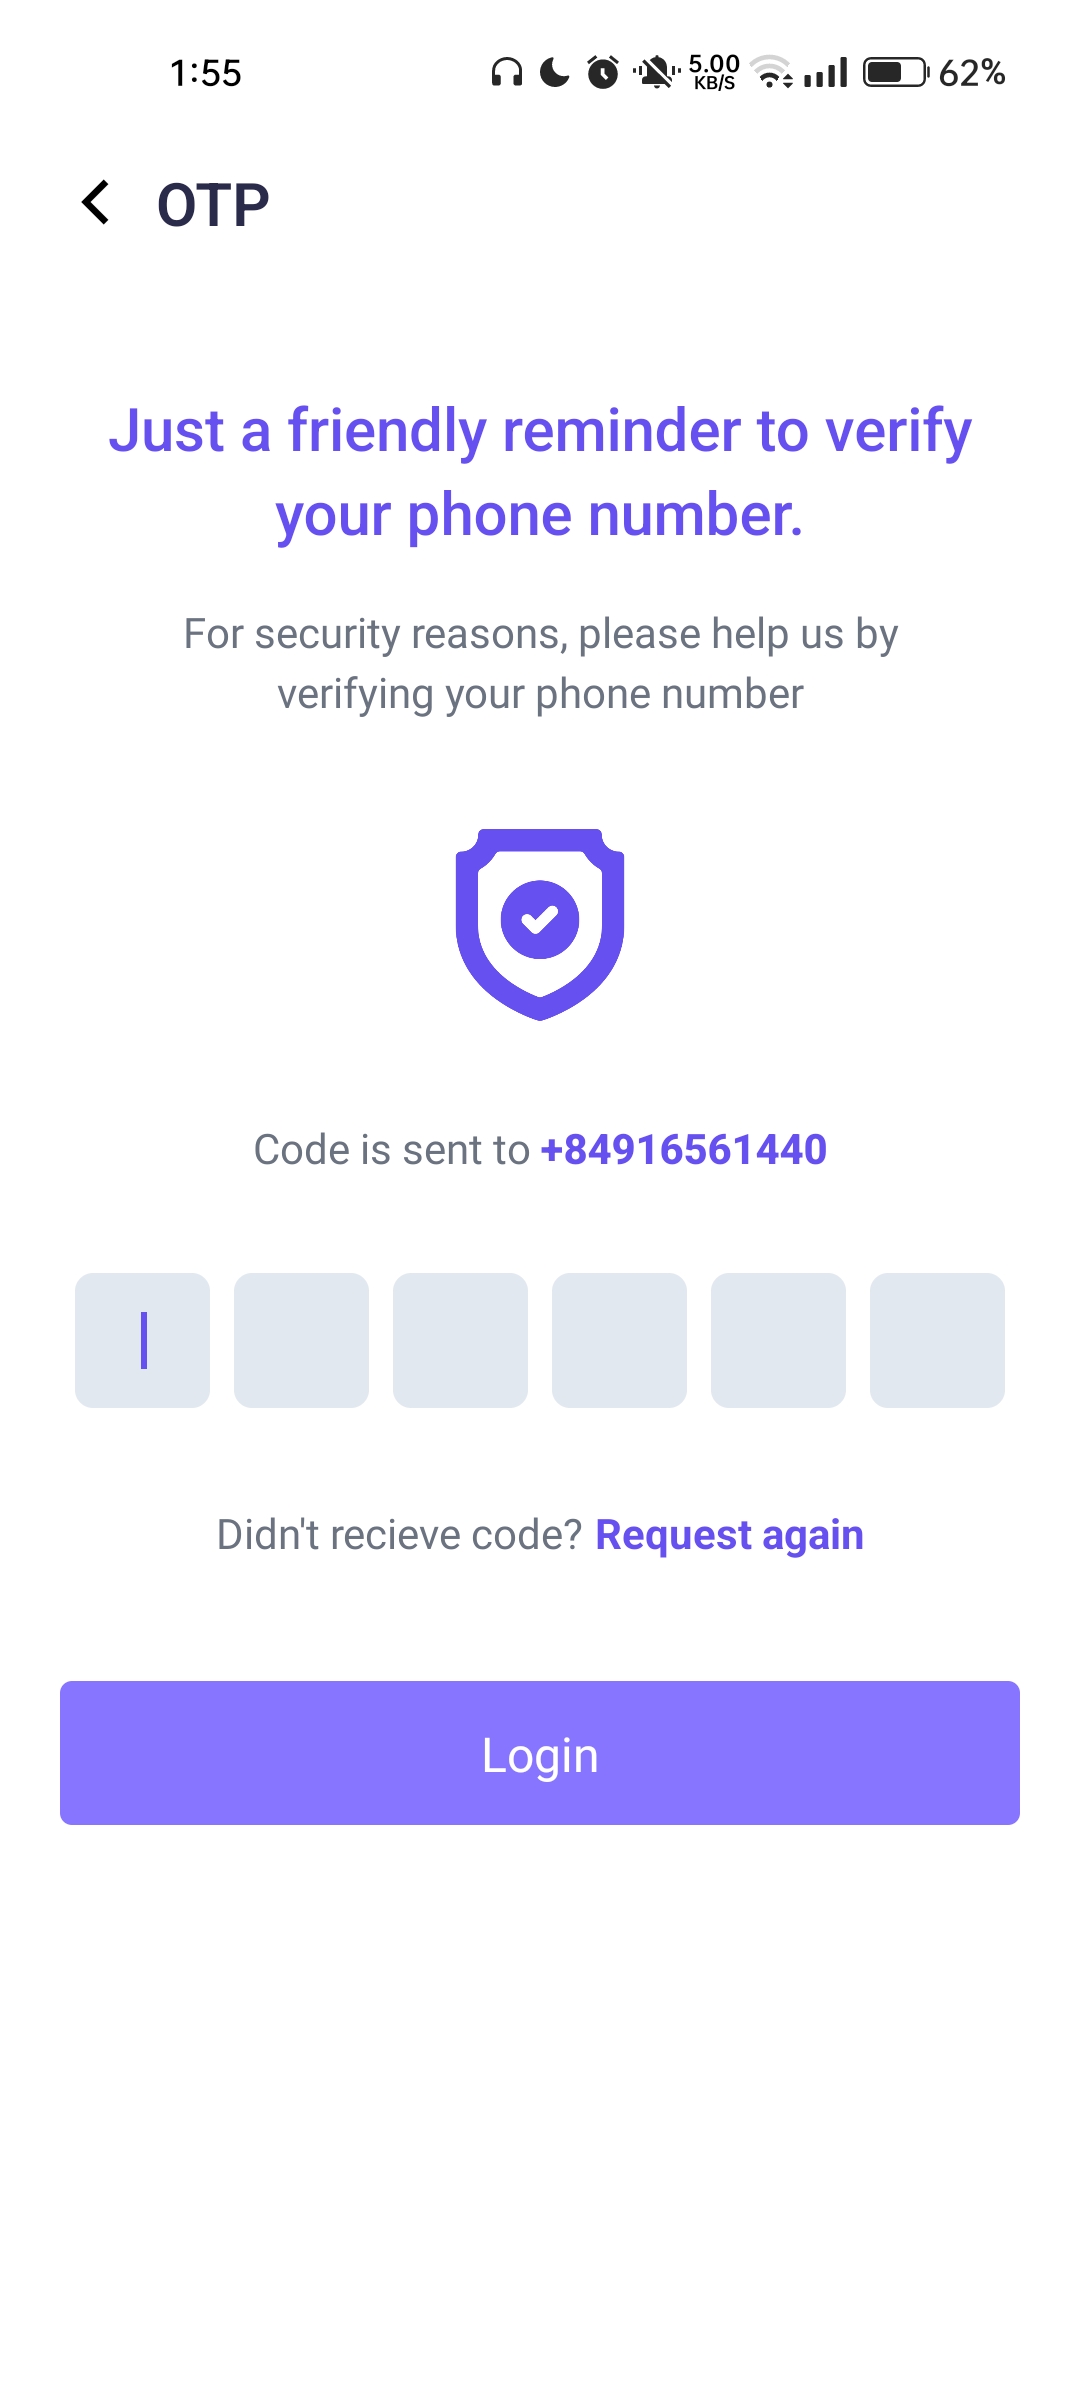 1:55
5.00
KB/S
62%
OTP
Just a friendly reminder to verify
your phone number.
For security reasons, please help us by
verifying your phone number
Code is sent to +84916561440
Didn't recieve code? Request again
Login